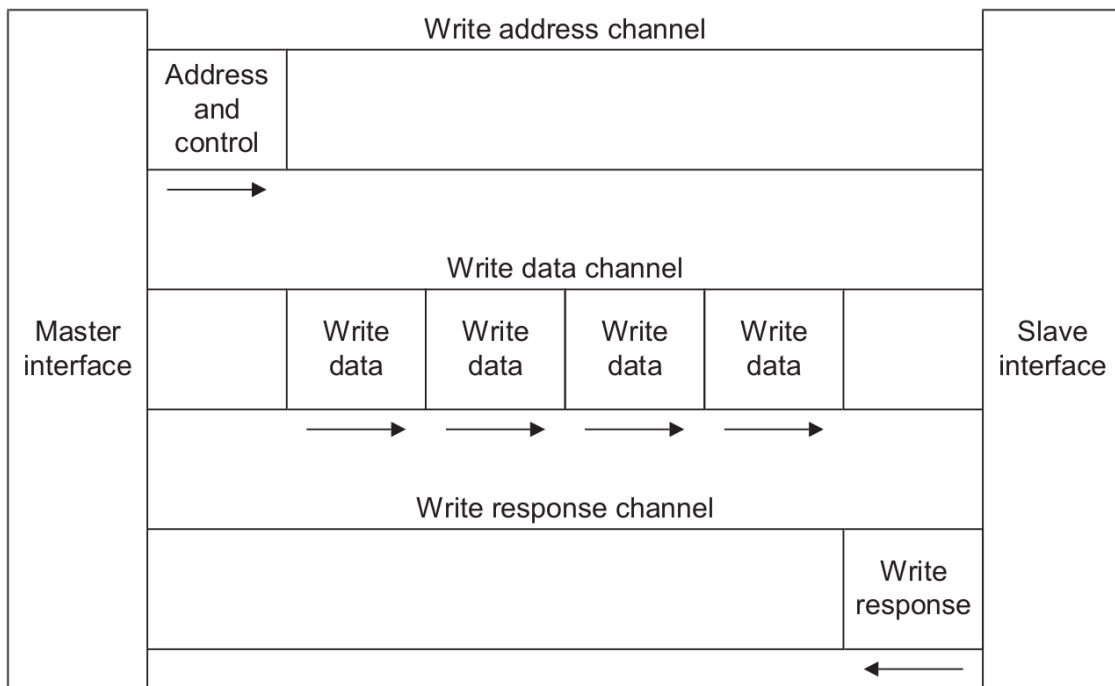 Write address channel
Address
and
control
Write data channel
Master
interface
Write
data
Write
data
Write
data
Write
data
Slave
interface
Write response channel
Write
response